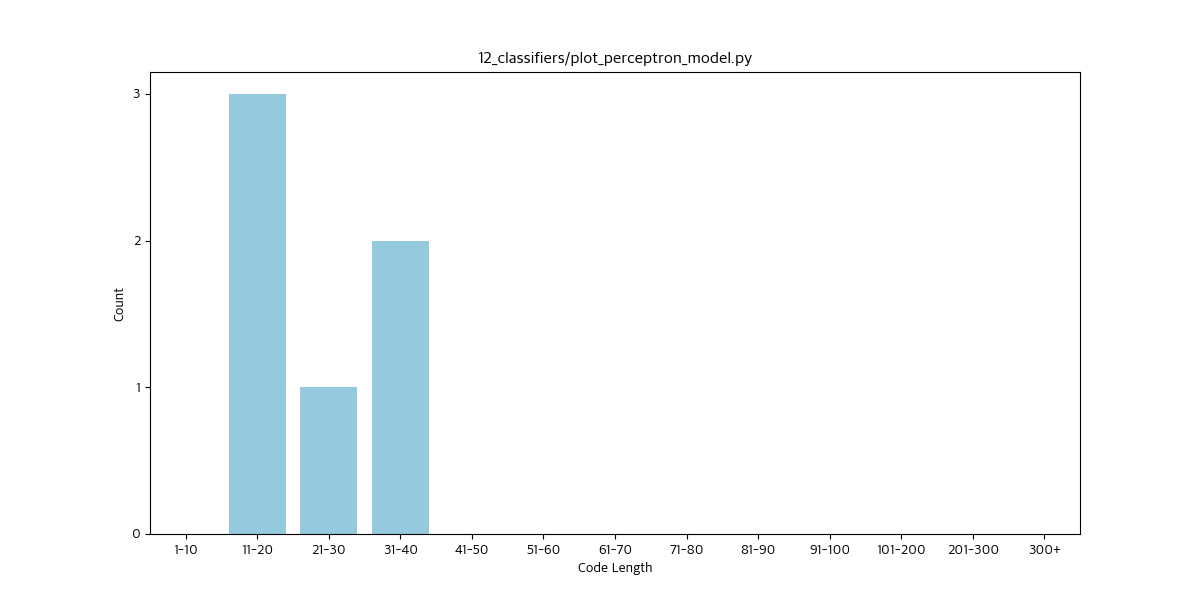 12_classifiers/plot_perceptron_model.py
3
2
1
0
Count
1-10 11-20 21-30 31-40 41-50 51-60 61-70 71-80 81-90 91-100 101-200 201-300 300+
Code Length